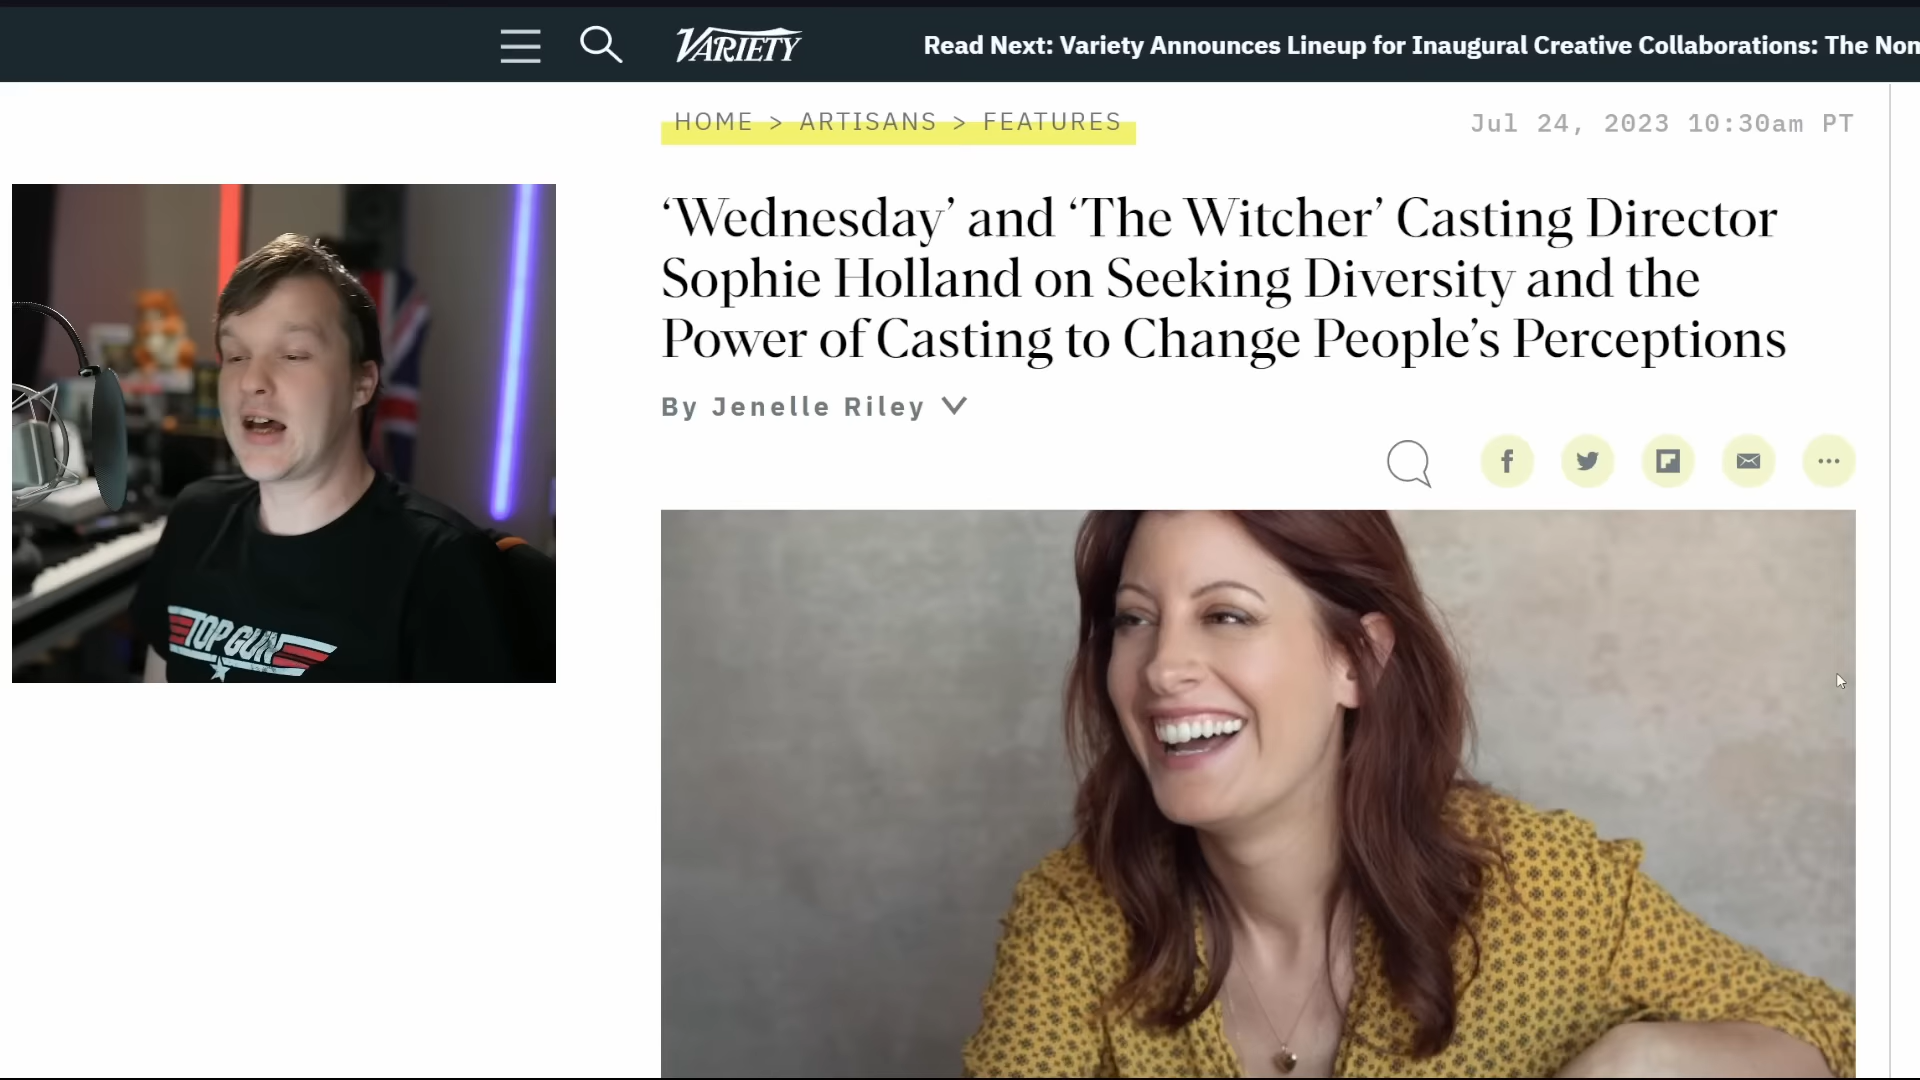 VARIETY
Read Next: Variety Announces Lineup for Inaugural Creative Collaborations: The
HOME > ARTISANS > FEATURES
Jul 24, 2023 10:30am PT
‘Wednesday’ and ‘The Witcher’ Casting Director
Sophie Holland on Seeking Diversity and the
Power of Casting to Change People’s Perceptions
By Jenelle Riley
TOP GUN